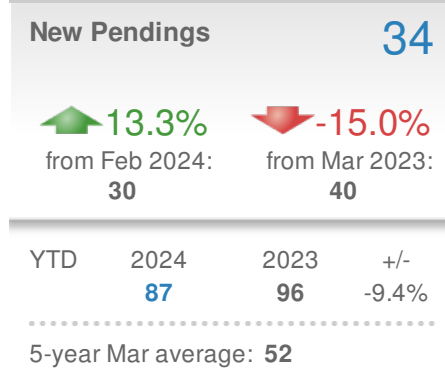 New Pendings 34
13.3% -15.0%
from Feb 2024: from Mar 2023:
30 40
YTD 2024 2023 +/-
87 96 -9.4%
5-year Mar average: 52